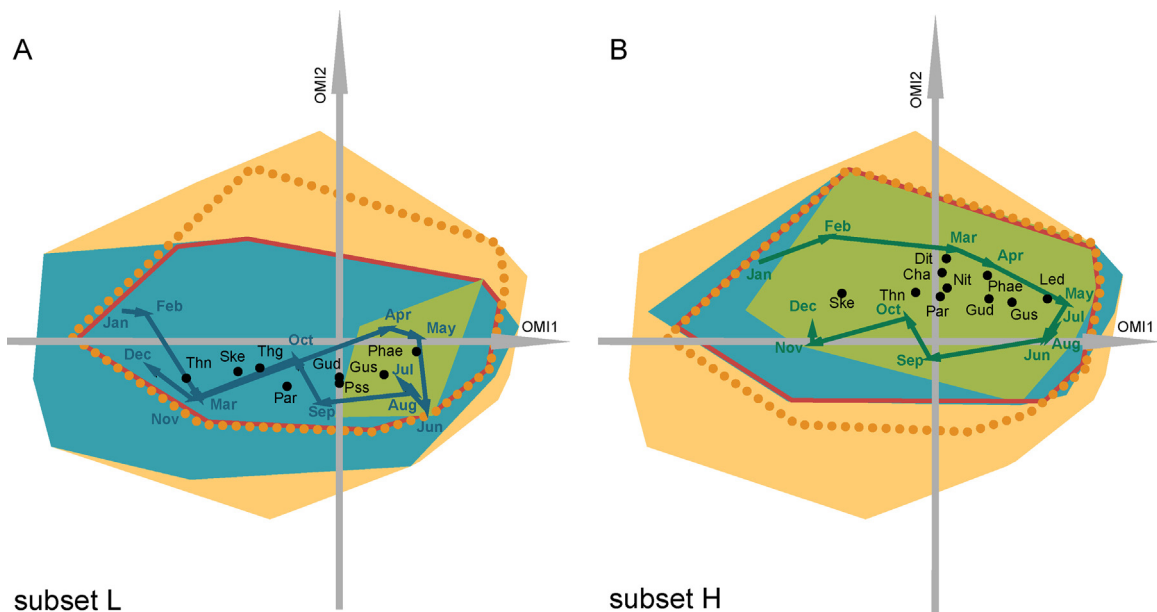 A
OMI2
OMI1
Jan
Feb
Dec
Thn
Ske
Thg
Oct
Apr
May
Phae
Gud
Gus
Jul
Pss
Par
Nov
Mar
Sep
Aug
Jun
subset L
B
OMI2
OMI1
Feb
Mar
Jan
Dit
Apr
Cha
Nit
Phae
Led
Ske
Thn
Par
Gud
Gus
May
Jul
Dec
Oct
Nov
Aug
Jun
Sep
subset H